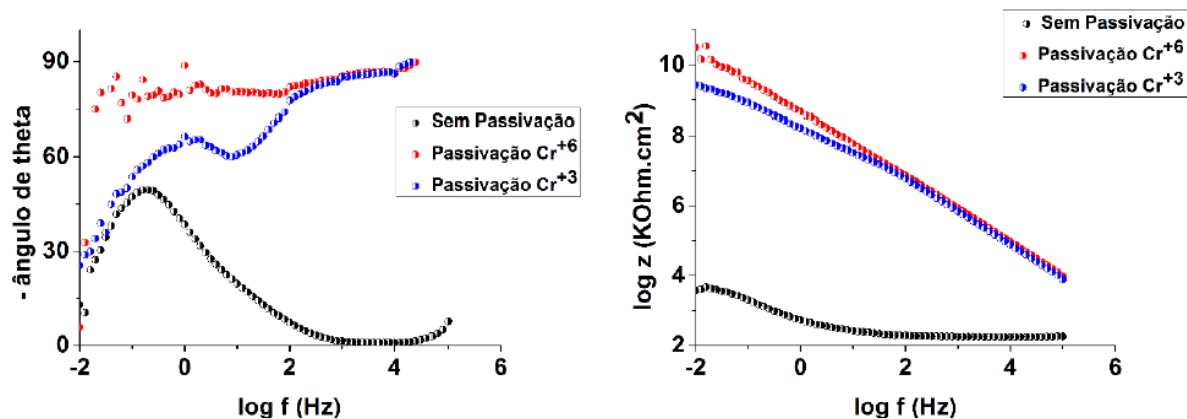 - ângulo de theta
90
60
30
0
-2
0
2
4
6
log f (Hz)
Sem Passivação
Passivação Cr+6
Passivação Cr+3
log z (KOhm.cm2)
10
8
6
4
2
-2
0
2
4
6
log f (Hz)
Sem Passivação
Passivação Cr+6
Passivação Cr+3